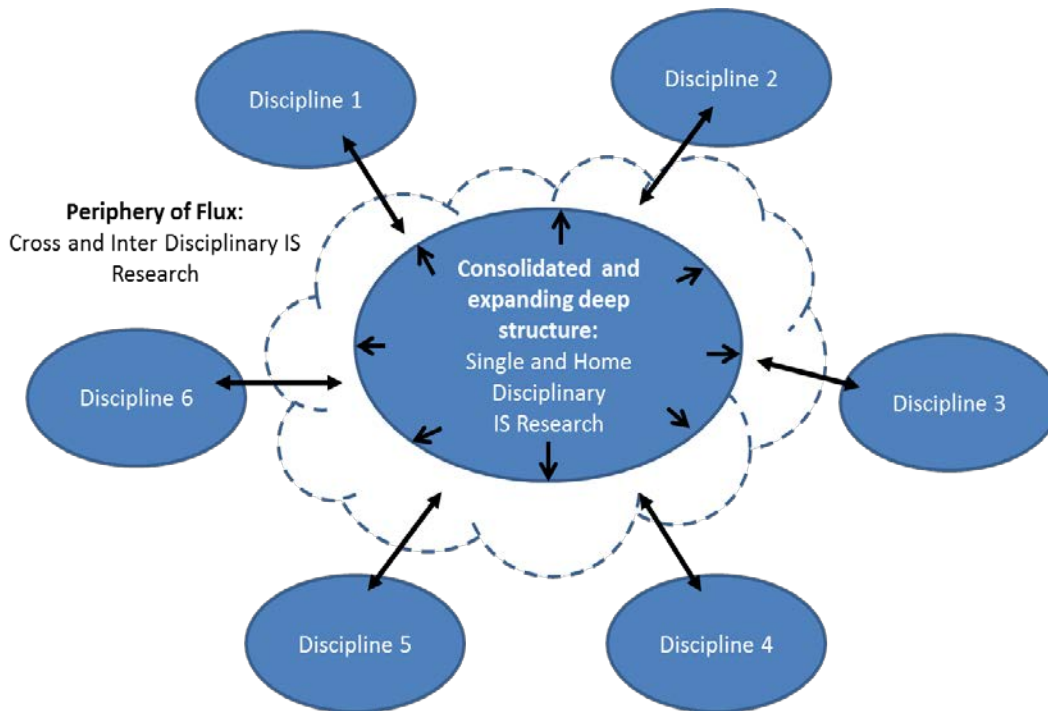 Discipline 1
Discipline 2
Periphery of Flux:
Cross and Inter Disciplinary IS
Research
Consolidated and
expanding deep
structure:
Single and Home
Disciplinary
IS Research
Discipline 6
Discipline 3
Discipline 5
Discipline 4